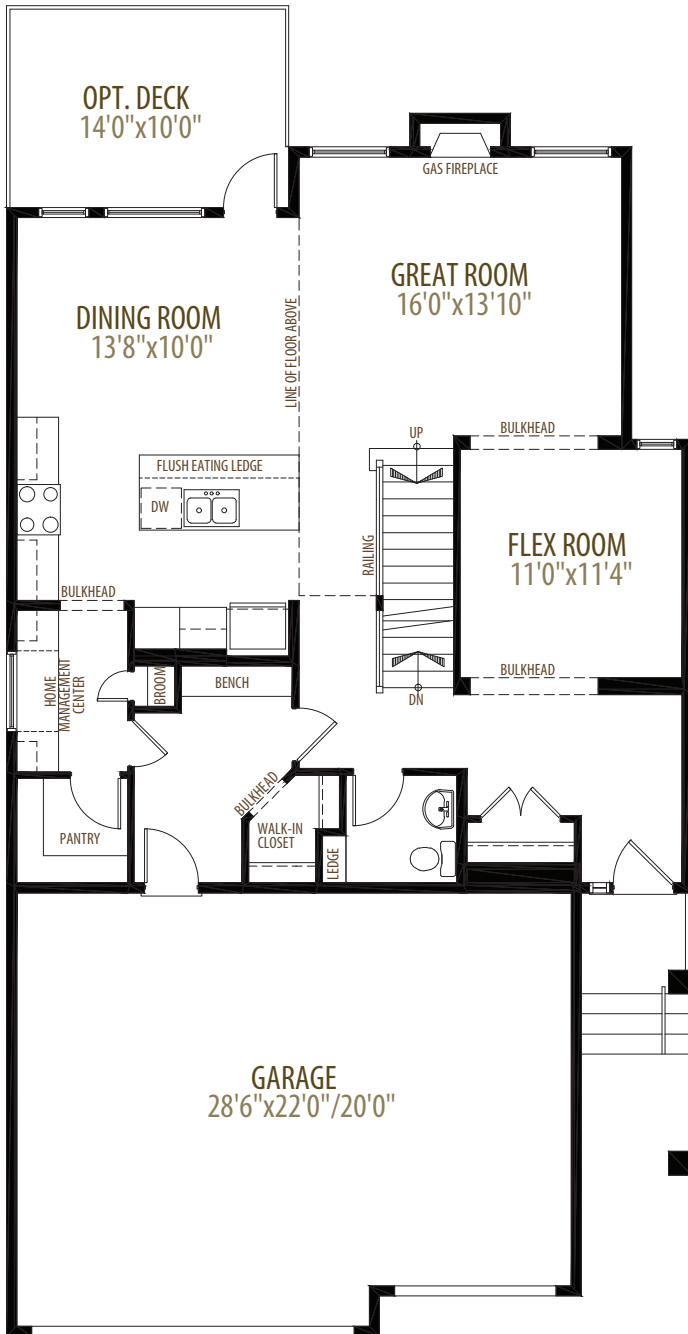 OPT. DECK
14'0"x10'0"
GAS FIREPLACE
GREAT ROOM
16'0"x13'10"
DINING ROOM
13'8"x10'0"
LINE OF FLOOR ABOVE
UP
BULKHEAD
FLUSH EATING LEDGE
DW
RAILING
FLEX ROOM
11'0"x11'4"
BULKHEAD
BULKHEAD
HOME
MANAGEMENT
CENTER
BROOM
BENCH
DN
BULKHEAD
PANTRY
WALK-IN
CLOSET
LEDGE
GARAGE
28'6"x22'0"/20'0"